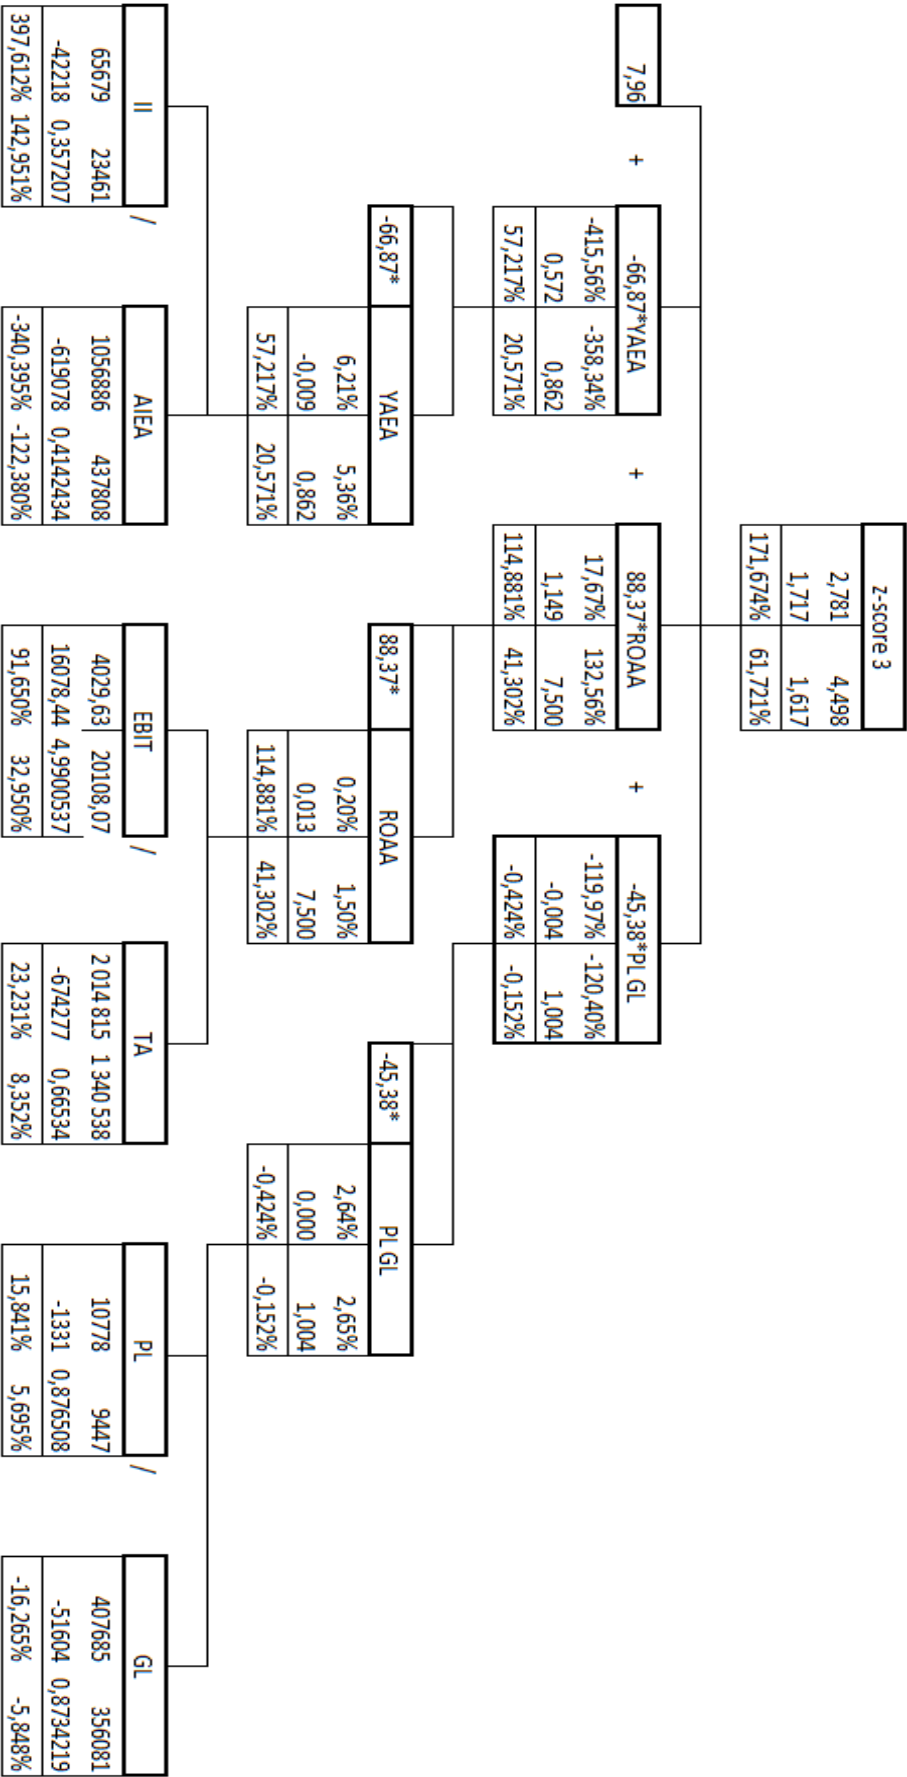 z-score 3
2,781 4,498
1,717 1,617
171,674% 61,721%
7,96 + -66,87*YAEA + 88,37*ROAA + -45,38*PL GL
-415,56% -358,34% 17,67% 132,56% -119,97% -120,40%
0,572 0,862 1,149 7,500 -0,004 1,004
57,217% 20,571% 114,881% 41,302% -0,424% -0,152%
-66,87* YAEA 88,37* ROAA -45,38* PL GL
6,21% 5,36% 0,20% 1,50% 2,64% 2,65%
-0,009 0,862 0,013 7,500 0,000 1,004
57,217% 20,571% 114,881% 41,302% -0,424% -0,152%
II / AIEA EBIT / TA PL / GL
65679 23461 1056886 437808 4029,63 20108,07 2 014 815 1 340 538 10778 9447 407685 356081
-42218 0,357207 -619078 0,4142434 16078,44 4,9900537 -674277 0,66534 -1331 0,876508 -51604 0,8734219
397,612% 142,951% -340,395% -122,380% 91,650% 32,950% 23,231% 8,352% 15,841% 5,695% -16,265% -5,848%